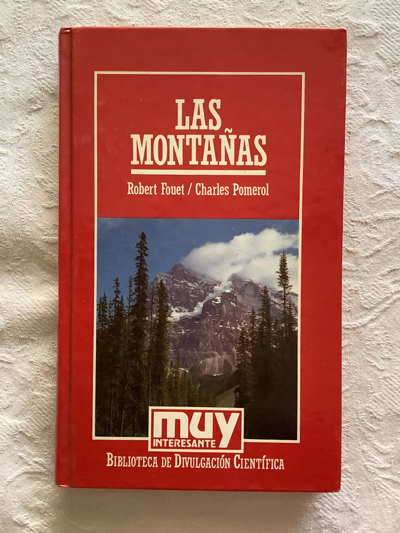 LAS
MONTAÑAS
Robert Fouet / Charles Pomerol
muy
INTERESANTE
BIBLIOTECA DE DIVULGACIÓN CIENTÍFICA